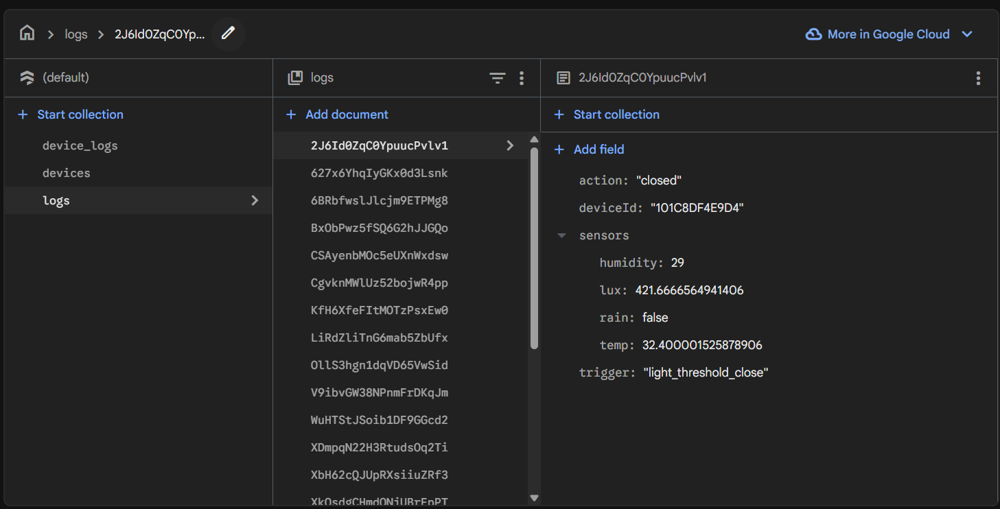 logs
2J6Id0ZqC0Yp...
More in Google Cloud
(default)
logs
2J6Id0ZqC0YpuucPvlv1
Start collection
Add document
Start collection
device_logs
devices
logs
2J6Id0ZqC0YpuucPvlv1
627x6YhqIyGKx0d3Lsnk
6BRbfwslJlcjm9ETPMg8
BxObPwz5fSQ6G2hJJGQo
CSAyenbMOc5eUXnWxdsw
CgvknMWlUz52bojwR4pp
KfH6XfeFItMOTzPsxEw0
LiRdZliTnG6mab5ZbUfx
OllS3hgn1dqVD65VwSid
V9ibvGW38NPnmFrDKqJm
WuHTStJSoib1DF9GGcd2
XDmpqN22H3RtudsOq2Ti
XbH62cQJUpRXsiiuZRf3
Add field
action: "closed"
deviceId: "101C8DF4E9D4"
sensors
humidity: 29
lux: 421.6666564941406
rain: false
temp: 32.400001525878906
trigger: "light_threshold_close"